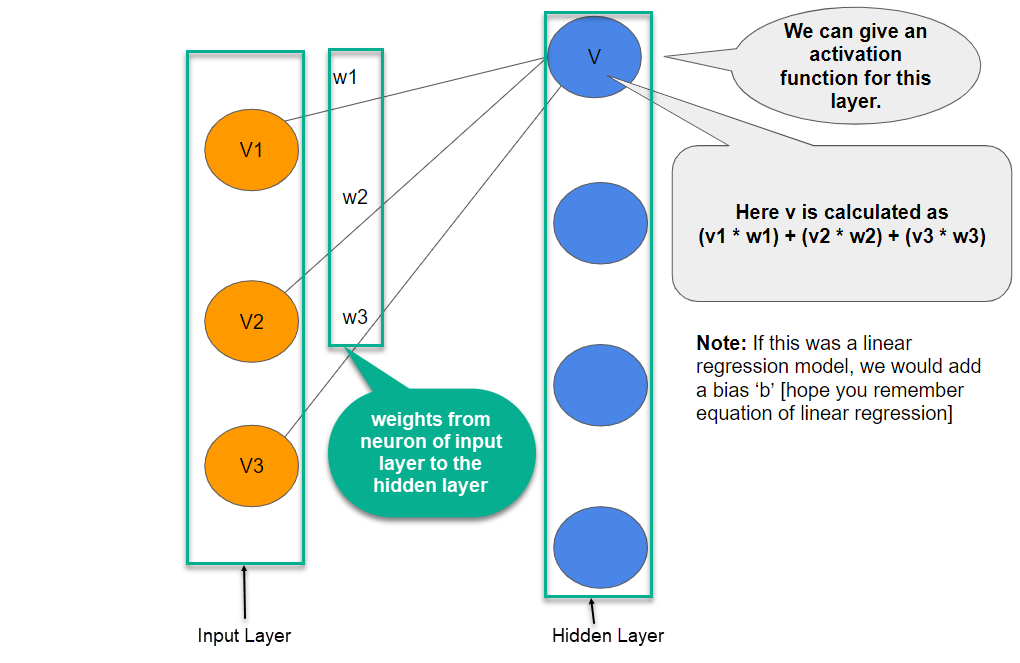 V1
V2
V3
w1
w2
w3
weights from
neuron of input
layer to the
hidden layer
V
We can give an
activation
function for this
layer.
Here v is calculated as
(v1 * w1) + (v2 * w2) + (v3 * w3)
Note: If this was a linear
regression model, we would add
a bias ‘b’ [hope you remember
equation of linear regression]
Input Layer
Hidden Layer